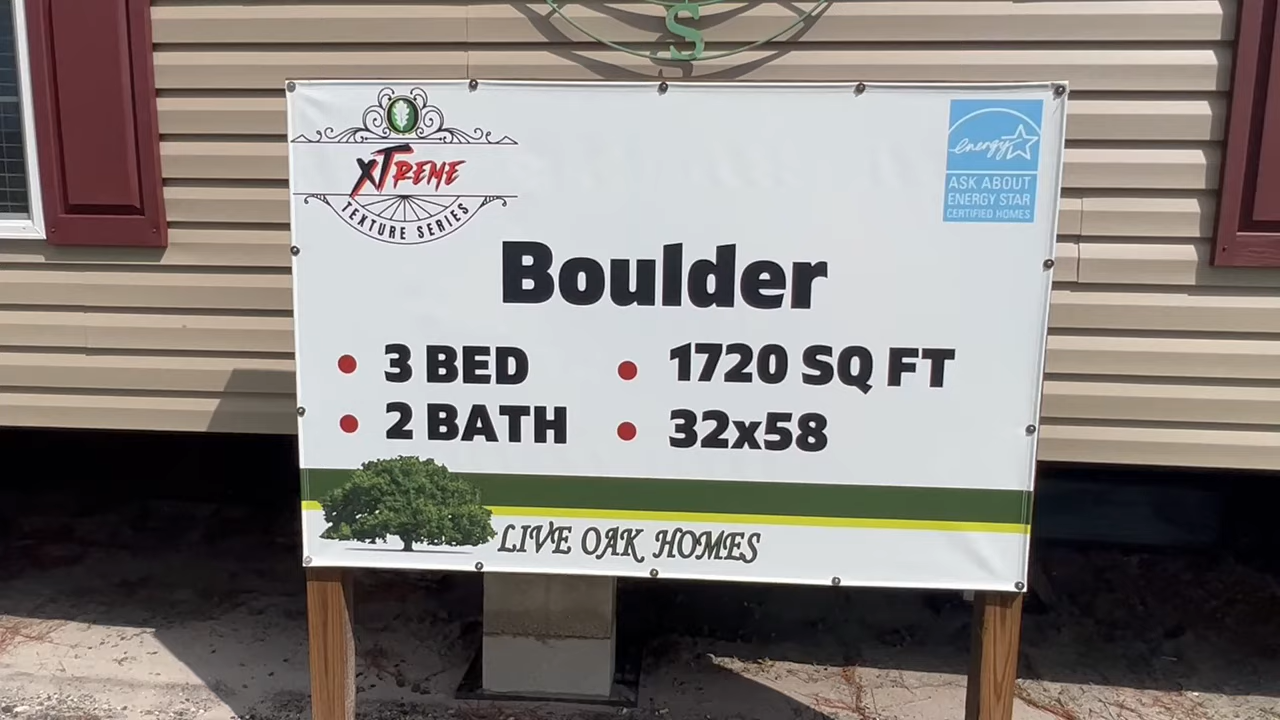 S
XTREME
TEXTURE SERIES
energy
ASK ABOUT
ENERGY STAR
CERTIFIED HOMES
Boulder
3 BED
1720 SQ FT
2 BATH
32x58
LIVE OAK HOMES